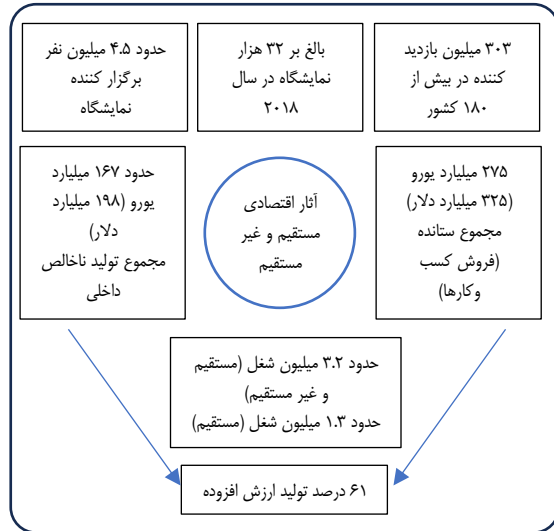 ۳۰۳ میلیون بازدید
کننده در بیش از
۱۸۰ کشور
بالغ بر ۳۲ هزار
نمایشگاه در سال
۲۰۱۸
حدود ۴.۵ میلیون نفر
برگزار کننده
نمایشگاه
۲۷۵ میلیارد یورو
(۳۲۵ میلیارد دلار)
مجموع ستانده
(فروش کسب
وکارها)
آثار اقتصادی
مستقیم و غیر
مستقیم
حدود ۱۶۷ میلیارد
یورو (۱۹۸ میلیارد
دلار)
مجموع تولید ناخالص
داخلی
حدود ۳.۲ میلیون شغل (مستقیم
و غیر مستقیم)
حدود ۱.۳ میلیون شغل (مستقیم)
۶۱ درصد تولید ارزش افزوده